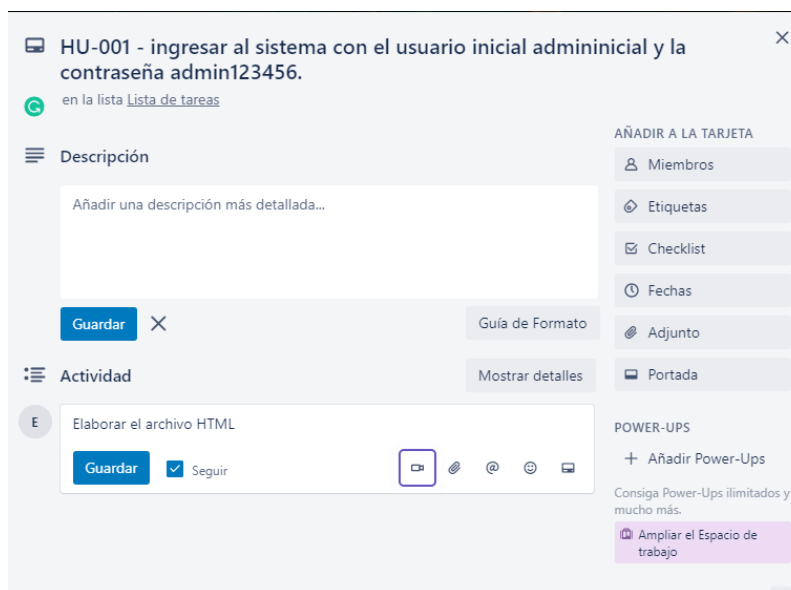 HU-001 - ingresar al sistema con el usuario inicial admininicial y la
contraseña admin123456.
en la lista Lista de tareas
AÑADIR A LA TARJETA
Descripción
Miembros
Añadir una descripción más detallada...
Etiquetas
Checklist
Fechas
Guardar
Guía de Formato
Adjunto
Actividad
Mostrar detalles
Portada
E
Elaborar el archivo HTML
POWER-UPS
Guardar
Seguir
Añadir Power-Ups
Consiga Power-Ups ilimitados y
mucho más.
Ampliar el Espacio de
trabajo